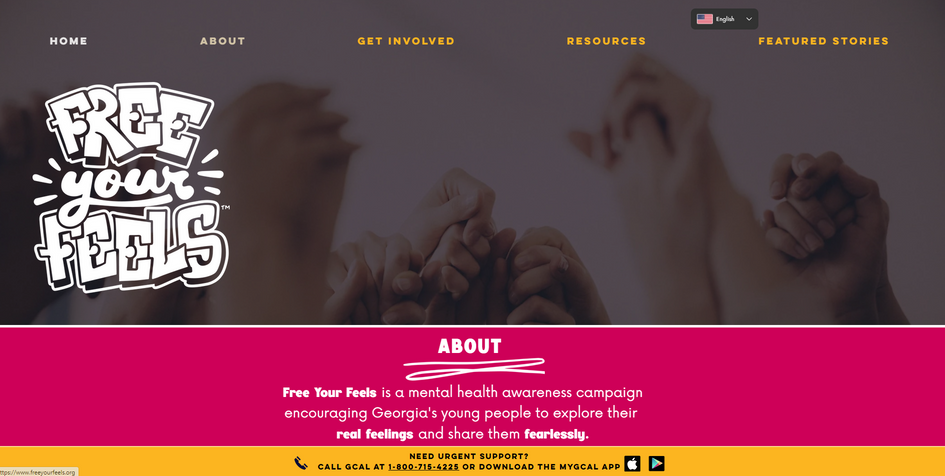 English
HOME ABOUT GET INVOLVED RESOURCES FEATURED STORIES
FREE
your
FEELS™
ABOUT
Free Your Feels is a mental health awareness campaign
encouraging Georgia's young people to explore their
real feelings and share them fearlessly.
NEED URGENT SUPPORT?
CALL GCAL AT 1-800-715-4225 OR DOWNLOAD THE MYGCAL APP
ttps://www.freeyourfeels.org